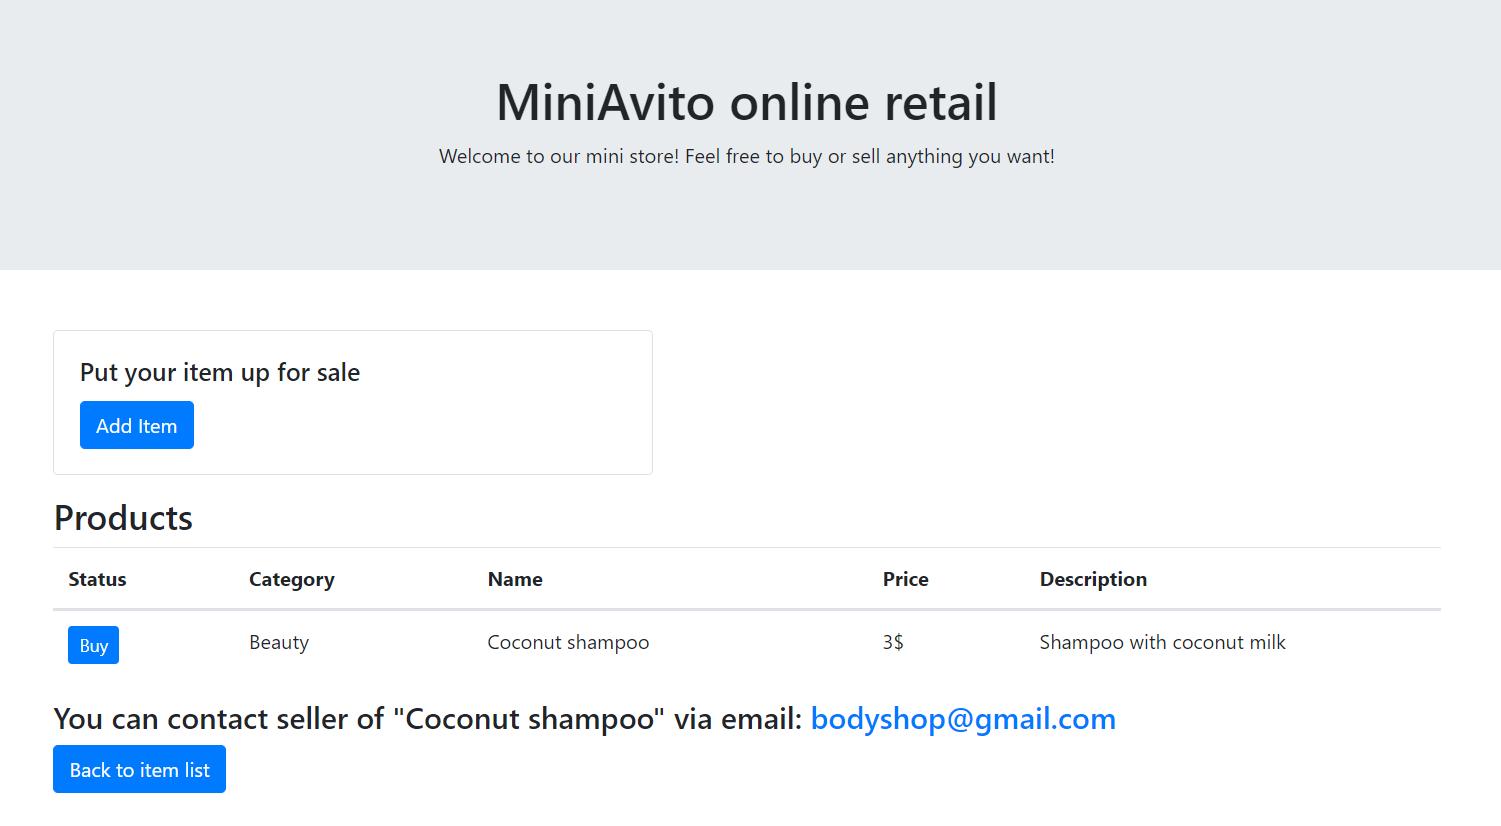 MiniAvito online retail
Welcome to our mini store! Feel free to buy or sell anything you want!
Put your item up for sale
Add Item
Products
Status Category Name Price Description
Buy Beauty Coconut shampoo 3$ Shampoo with coconut milk
You can contact seller of "Coconut shampoo" via email: bodyshop@gmail.com
Back to item list